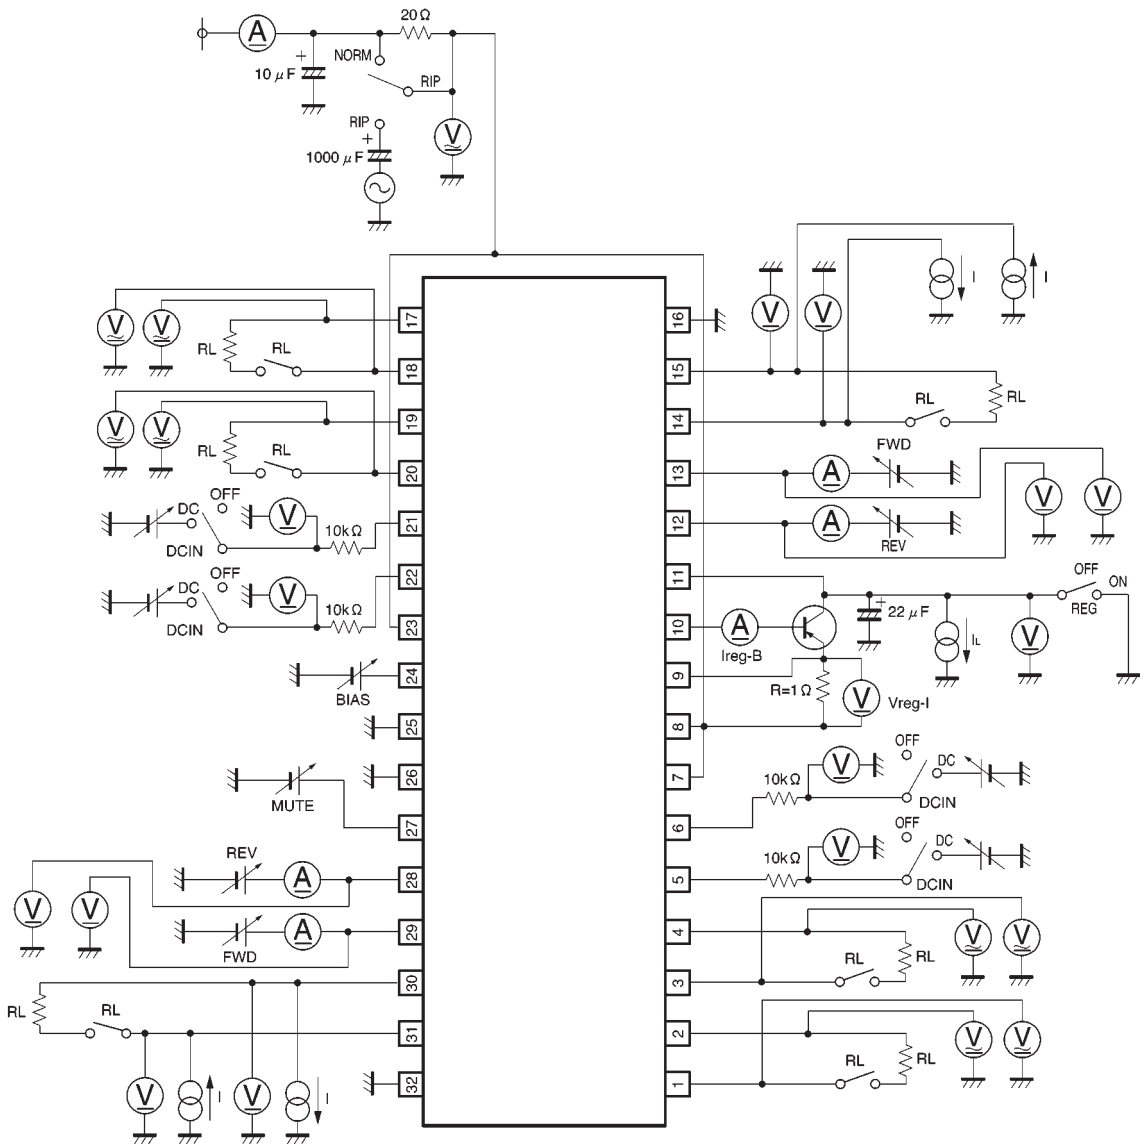 A
20Ω
NORM
+
10 μF
RIP
RIP
+
1000 μF
V
V V
RL
RL
17
18
V V
RL
RL
19
20
OFF
DC
V
10kΩ
DCIN
21
OFF
DC
V
10kΩ
DCIN
22
23
24
BIAS
25
26
MUTE
27
REV
A
28
V V
A
FWD
29
30
RL
RL
31
V I V I
32
16
V V
I I
15
RL
RL
14
FWD
13
A
V V
12
A
REV
11
OFF
ON
REG
+
22 μF
10
A
Ireg-B
IL
V
9
R=1Ω
V
Vreg-I
8
7
OFF
V
DC
10kΩ
DCIN
6
OFF
V
DC
10kΩ
DCIN
5
4
V V
RL
RL
3
2
V V
RL
RL
1